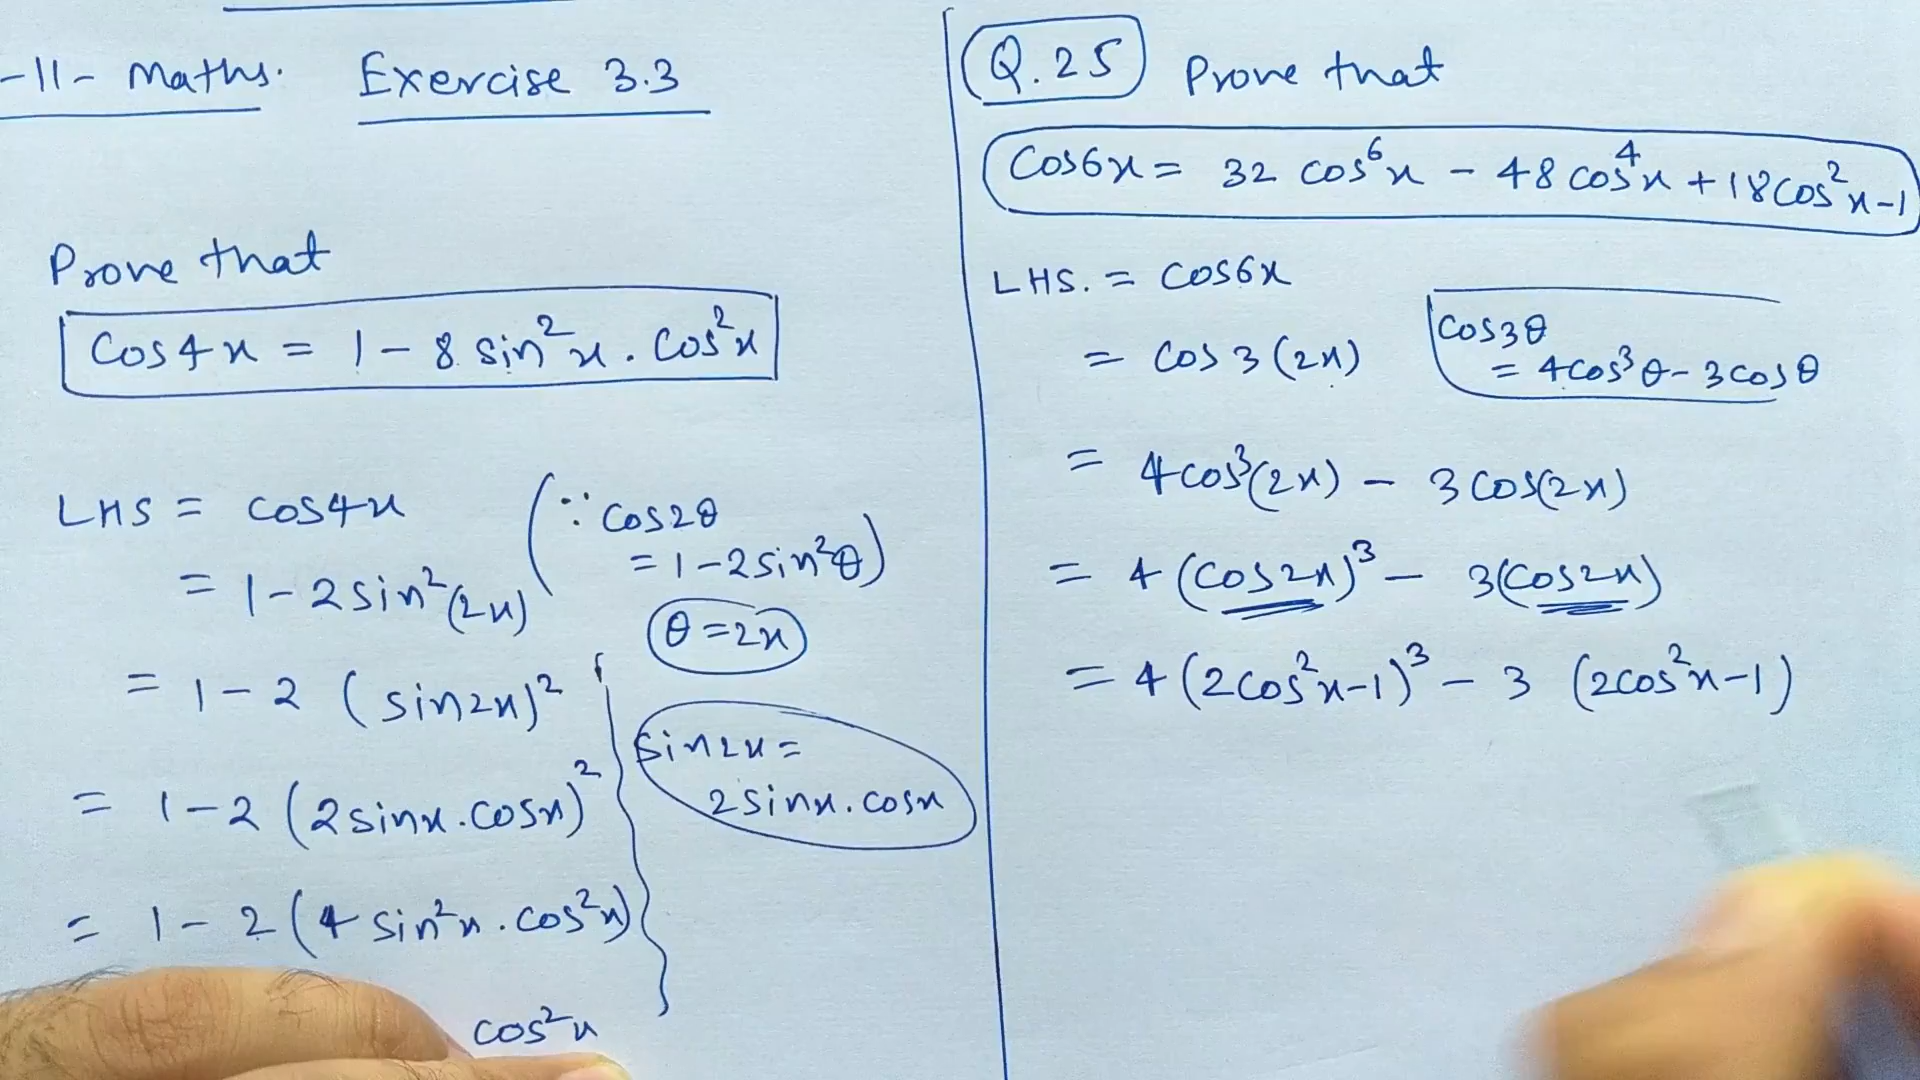 -11- Maths. Exercise 3.3
Prove that
Cos4x = 1 - 8 sin²x . Cos²x
LHS = cos4x
= 1-2sin²(2x)
(∵ cos2θ
= 1-2sin²θ)
θ=2x
= 1-2 (sin2x)²
= 1-2 (2sinx.cosx)²
sin2x =
2sinx.cosx
= 1-2(4 sin²x.cos²x)
cos²x
Q.25 Prove that
Cos6x = 32 cos⁶x - 48 cos⁴x + 18cos²x-1
LHS. = cos6x
= cos 3(2x)
cos3θ
= 4cos³θ-3cosθ
= 4cos³(2x) - 3cos(2x)
= 4(cos2x)³ - 3(cos2x)
= 4(2cos²x-1)³ - 3 (2cos²x-1)